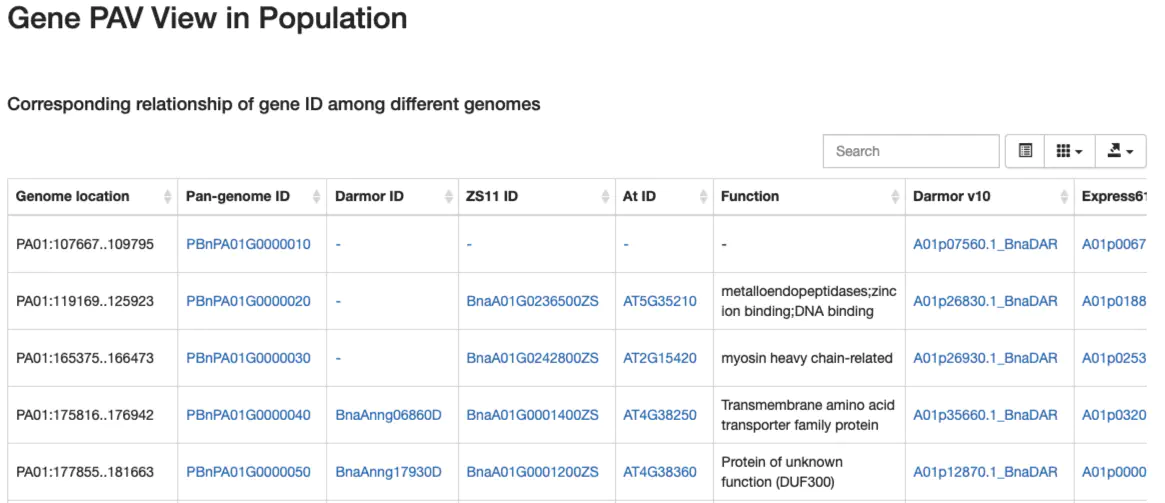 Gene PAV View in Population
Corresponding relationship of gene ID among different genomes
Search
Genome location Pan-genome ID Darmor ID ZS11 ID At ID Function Darmor v10 Express61
PA01:107667..109795 PBnPA01G0000010 - - - - A01p07560.1_BnaDAR A01p0067
metalloendopeptidases;zinc
PA01:119169..125923 PBnPA01G0000020 - BnaA01G0236500ZS AT5G35210 A01p26830.1_BnaDAR A01p0188
ion binding;DNA binding
PA01:165375..166473 PBnPA01G0000030 - BnaA01G0242800ZS AT2G15420 myosin heavy chain-related A01p26930.1_BnaDAR A01p0253
Transmembrane amino acid
PA01:175816..176942 PBnPA01G0000040 BnaAnng06860D BnaA01G0001400ZS AT4G38250 A01p35660.1_BnaDAR A01p0320
transporter family protein
Protein of unknown
PA01:177855..181663 PBnPA01G0000050 BnaAnng17930D BnaA01G0001200ZS AT4G38360 A01p12870.1_BnaDAR A01p0000
function (DUF300)